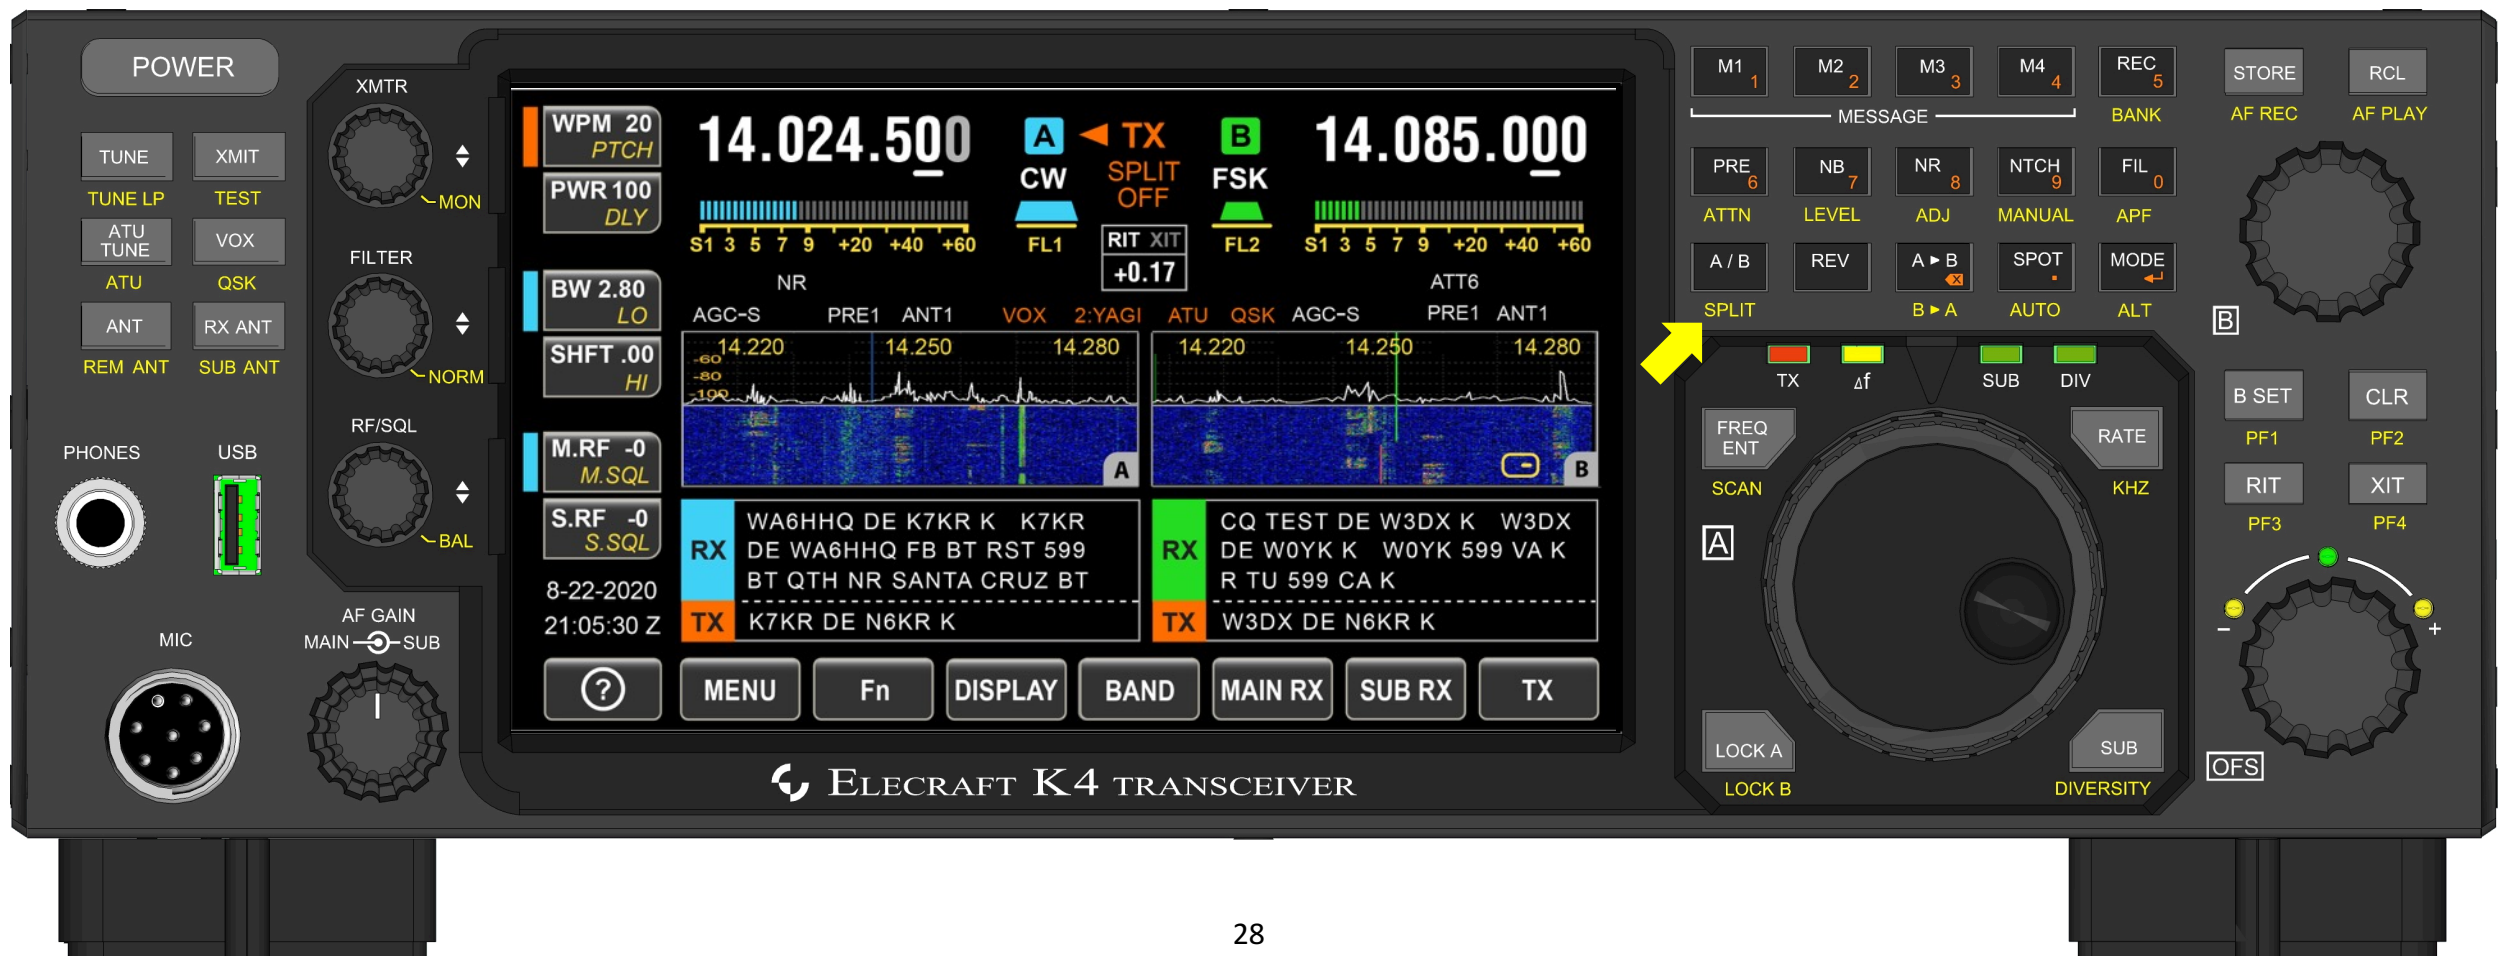 POWER
TUNE
XMIT
TUNE LP
TEST
ATU
TUNE
VOX
ATU
QSK
ANT
RX ANT
REM ANT
SUB ANT
PHONES
USB
MIC
XMTR
MON
FILTER
NORM
RF/SQL
BAL
AF GAIN
MAIN
SUB
WPM 20
PTCH
PWR 100
DLY
BW 2.80
LO
SHFT .00
HI
M.RF -0
M.SQL
S.RF -0
S.SQL
8-22-2020
21:05:30 Z
14.024.500
A
TX
B
14.085.000
CW
SPLIT
OFF
FSK
S1 3 5 7 9 +20 +40 +60
FL1
RIT XIT
+0.17
FL2
S1 3 5 7 9 +20 +40 +60
NR
ATT6
AGC-S PRE1 ANT1 VOX 2:YAGI ATU QSK AGC-S PRE1 ANT1
14.220 14.250 14.280
-60
-80
-100
A
14.220 14.250 14.280
B
RX
WA6HHQ DE K7KR K K7KR
DE WA6HHQ FB BT RST 599
BT QTH NR SANTA CRUZ BT
TX
K7KR DE N6KR K
RX
CQ TEST DE W3DX K W3DX
DE W0YK K W0YK 599 VA K
R TU 599 CA K
TX
W3DX DE N6KR K
?
MENU
Fn
DISPLAY
BAND
MAIN RX
SUB RX
TX
ELECRAFT K4 TRANSCEIVER
M1 1
M2 2
M3 3
M4 4
REC 5
MESSAGE
BANK
PRE 6
NB 7
NR 8
NTCH 9
FIL 0
ATTN
LEVEL
ADJ
MANUAL
APF
A / B
REV
A ► B
SPOT .
MODE
SPLIT
B ► A
AUTO
ALT
TX
Δf
SUB
DIV
FREQ
ENT
SCAN
RATE
KHZ
A
LOCK A
LOCK B
SUB
DIVERSITY
STORE
RCL
AF REC
AF PLAY
B
B SET
CLR
PF1
PF2
RIT
XIT
PF3
PF4
-
+
OFS
28